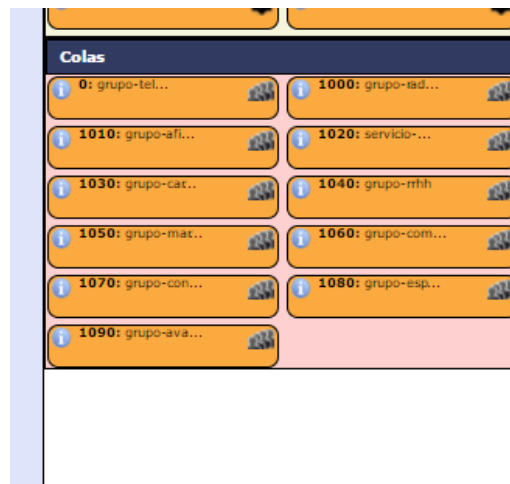 Colas
0: grupo-tel...
1000: grupo-rad...
1010: grupo-afi...
1020: servicio-...
1030: grupo-car...
1040: grupo-rrhh
1050: grupo-mar...
1060: grupo-com...
1070: grupo-con...
1080: grupo-esp...
1090: grupo-ava...